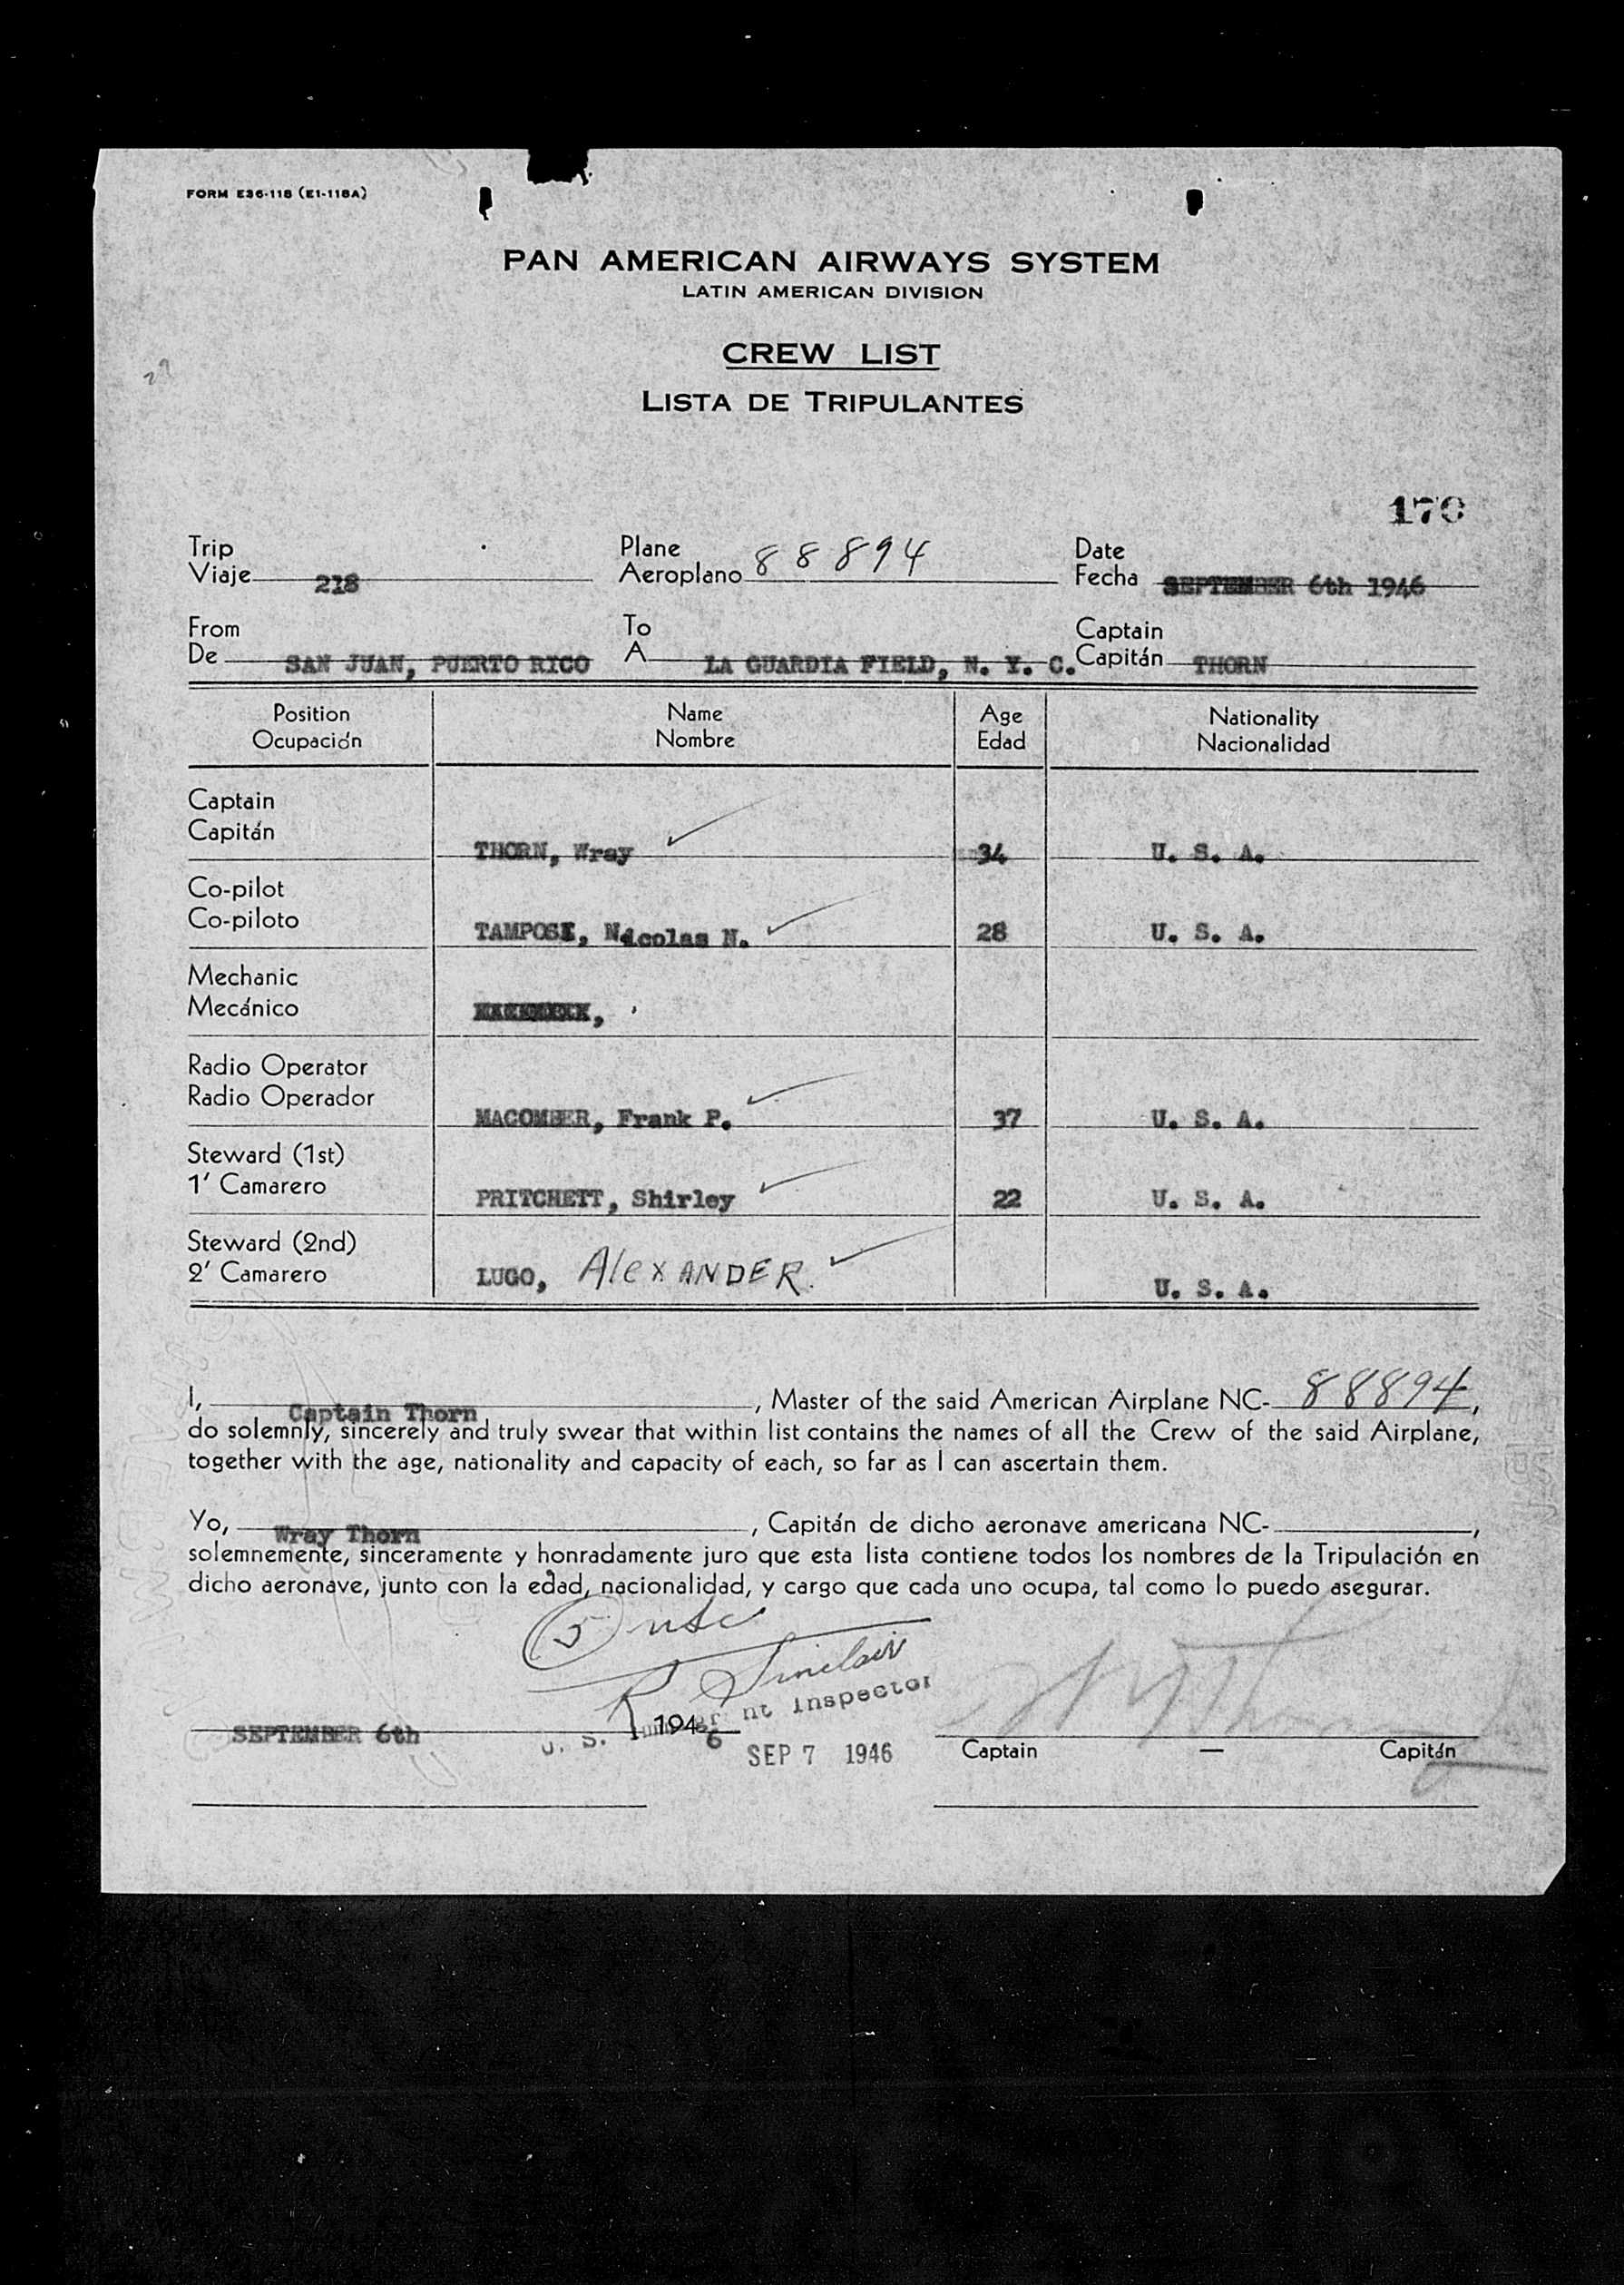 FORM E36-118 (E1-118A)
PAN AMERICAN AIRWAYS SYSTEM
LATIN AMERICAN DIVISION
CREW LIST
LISTA DE TRIPULANTES
29
170
Trip
Viaje 218
Plane
Aeroplano 88894
Date
Fecha SEPTEMBER 6th 1946
From
De SAN JUAN, PUERTO RICO
To
A LA GUARDIA FIELD, N. Y. C.
Captain
Capitán THORN
Position Name Age Nationality
Ocupación Nombre Edad Nacionalidad
Captain
Capitán THORN, Wray 34 U. S. A.
Co-pilot
Co-piloto TAMPOSI, Nicolas N. 28 U. S. A.
Mechanic
Mecánico
Radio Operator
Radio Operador MACOMBER, Frank P. 37 U. S. A.
Steward (1st)
1' Camarero PRITCHETT, Shirley 22 U. S. A.
Steward (2nd)
2' Camarero LUGO, AlexANDER. U. S. A.
I, Captain Thorn, Master of the said American Airplane NC- 88894,
do solemnly, sincerely and truly swear that within list contains the names of all the Crew of the said Airplane,
together with the age, nationality and capacity of each, so far as I can ascertain them.
Yo, Wray Thorn, Capitán de dicho aeronave americana NC- ,
solemnemente, sinceramente y honradamente juro que esta lista contiene todos los nombres de la Tripulación en
dicho aeronave, junto con la edad, nacionalidad, y cargo que cada uno ocupa, tal como lo puedo asegurar.
5 usc
R Sinclair
U. S. Immigrant Inspector
SEPTEMBER 6th 1946
SEP 7 1946
Captain — Capitán